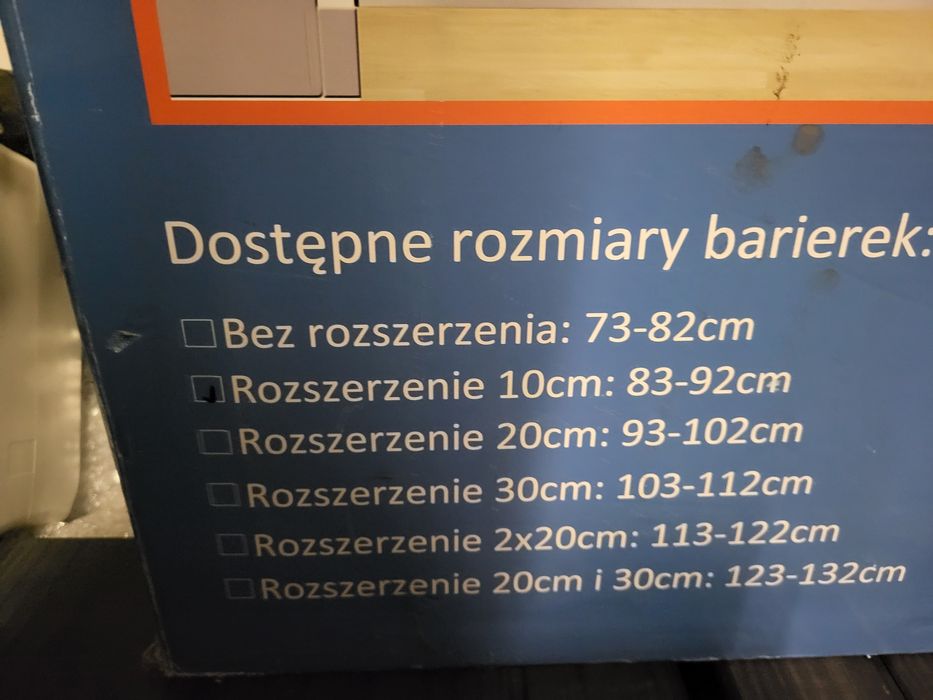 Dostępne rozmiary barierek:
Bez rozszerzenia: 73-82cm
Rozszerzenie 10cm: 83-92cm
Rozszerzenie 20cm: 93-102cm
Rozszerzenie 30cm: 103-112cm
Rozszerzenie 2x20cm: 113-122cm
Rozszerzenie 20cm i 30cm: 123-132cm